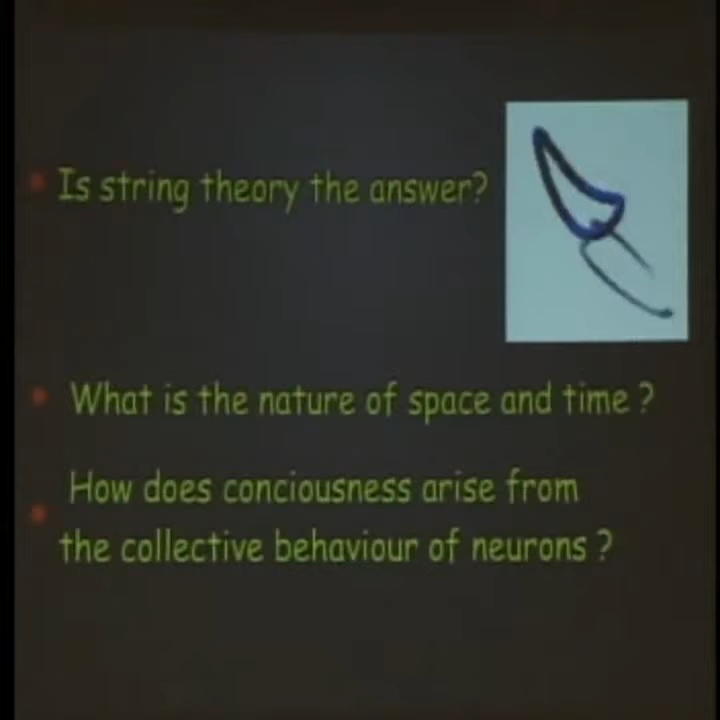 Is string theory the answer?
What is the nature of space and time ?
How does conciousness arise from
the collective behaviour of neurons ?